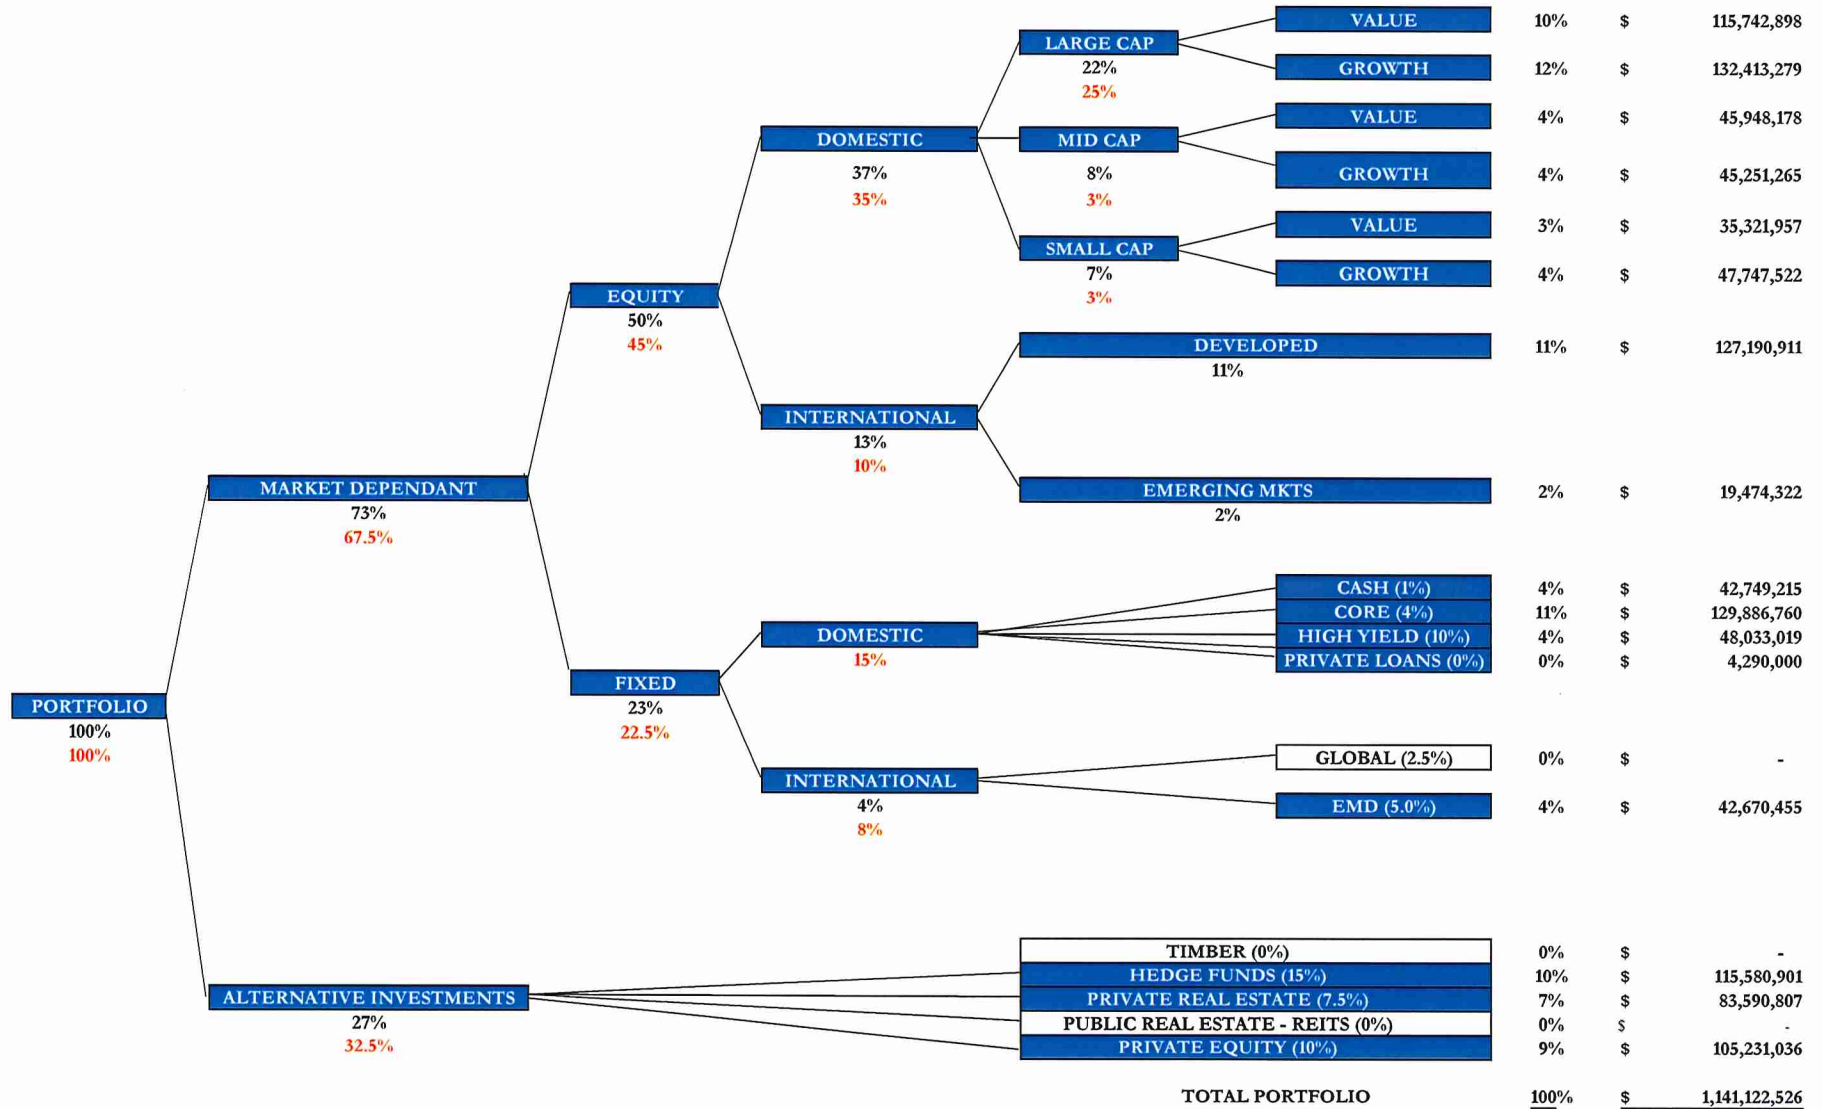 VALUE 10% $ 115,742,898
LARGE CAP
22%
25%
GROWTH 12% $ 132,413,279
VALUE 4% $ 45,948,178
DOMESTIC
37%
35%
MID CAP
8%
3%
GROWTH 4% $ 45,251,265
VALUE 3% $ 35,321,957
SMALL CAP
7%
3%
GROWTH 4% $ 47,747,522
EQUITY
50%
45%
DEVELOPED 11% $ 127,190,911
11%
INTERNATIONAL
13%
10%
EMERGING MKTS 2% $ 19,474,322
2%
MARKET DEPENDANT
73%
67.5%
CASH (1%) 4% $ 42,749,215
CORE (4%) 11% $ 129,886,760
HIGH YIELD (10%) 4% $ 48,033,019
PRIVATE LOANS (0%) 0% $ 4,290,000
DOMESTIC
15%
FIXED
23%
22.5%
PORTFOLIO
100%
100%
GLOBAL (2.5%) 0% $ -
INTERNATIONAL
4%
8%
EMD (5.0%) 4% $ 42,670,455
TIMBER (0%) 0% $ -
HEDGE FUNDS (15%) 10% $ 115,580,901
ALTERNATIVE INVESTMENTS
27%
32.5%
PRIVATE REAL ESTATE (7.5%) 7% $ 83,590,807
PUBLIC REAL ESTATE - REITS (0%) 0% $ -
PRIVATE EQUITY (10%) 9% $ 105,231,036
TOTAL PORTFOLIO 100% $ 1,141,122,526